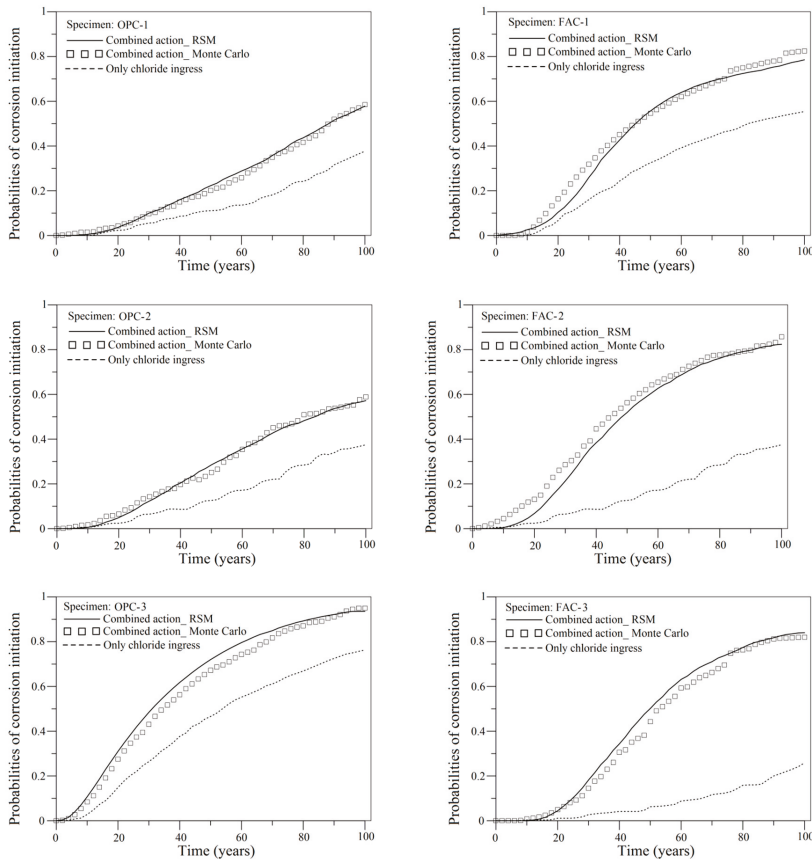 Specimen: OPC-1
Combined action_ RSM
Combined action_ Monte Carlo
Only chloride ingress
Probabilities of corrosion initiation
1
0.8
0.6
0.4
0.2
0
0 20 40 60 80 100
Time (years)
Specimen: FAC-1
Combined action_ RSM
Combined action_ Monte Carlo
Only chloride ingress
Probabilities of corrosion initiation
1
0.8
0.6
0.4
0.2
0
0 20 40 60 80 100
Time (years)
Specimen: OPC-2
Combined action_ RSM
Combined action_ Monte Carlo
Only chloride ingress
Probabilities of corrosion initiation
1
0.8
0.6
0.4
0.2
0
0 20 40 60 80 100
Time (years)
Specimen: FAC-2
Combined action_ RSM
Combined action_ Monte Carlo
Only chloride ingress
Probabilities of corrosion initiation
1
0.8
0.6
0.4
0.2
0
0 20 40 60 80 100
Time (years)
Specimen: OPC-3
Combined action_ RSM
Combined action_ Monte Carlo
Only chloride ingress
Probabilities of corrosion initiation
1
0.8
0.6
0.4
0.2
0
0 20 40 60 80 100
Time (years)
Specimen: FAC-3
Combined action_ RSM
Combined action_ Monte Carlo
Only chloride ingress
Probabilities of corrosion initiation
1
0.8
0.6
0.4
0.2
0
0 20 40 60 80 100
Time (years)